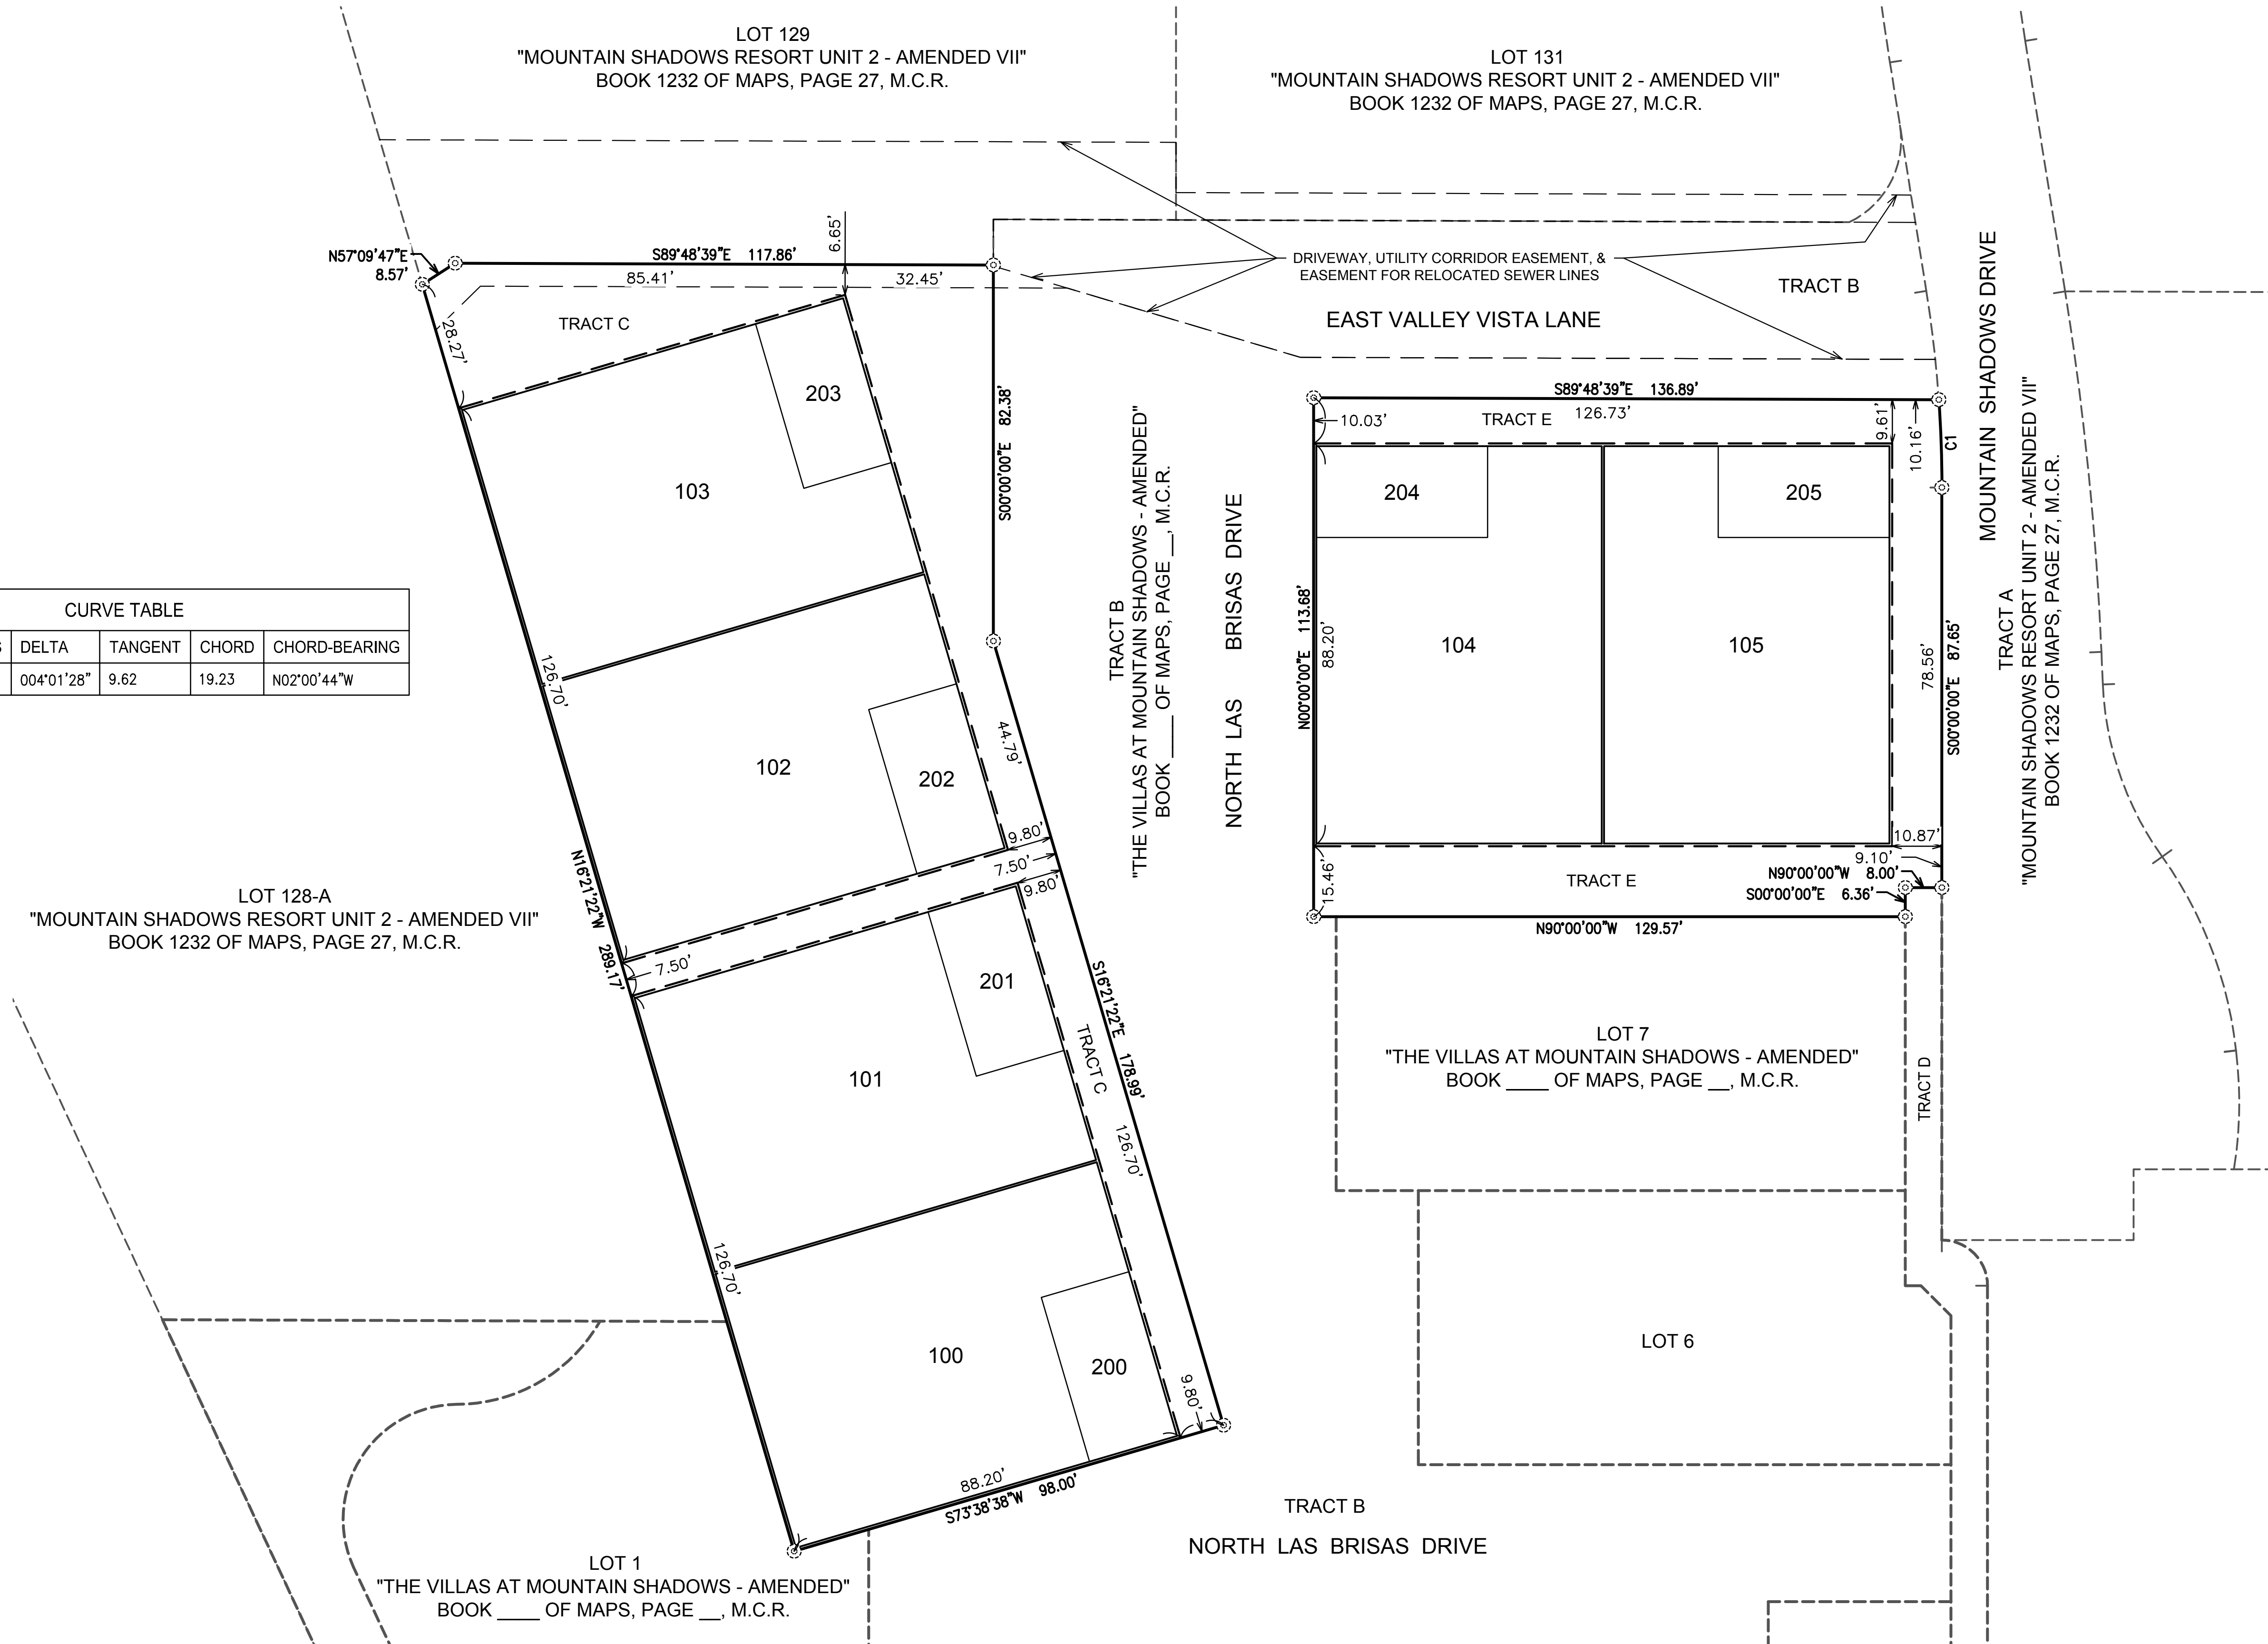 LOT 129
"MOUNTAIN SHADOWS RESORT UNIT 2 - AMENDED VII"
BOOK 1232 OF MAPS, PAGE 27, M.C.R.
LOT 131
"MOUNTAIN SHADOWS RESORT UNIT 2 - AMENDED VII"
BOOK 1232 OF MAPS, PAGE 27, M.C.R.
N57°09'47"E
8.57'
S89°48'39"E 117.86'
6.65'
85.41'
32.45'
28.27'
TRACT C
DRIVEWAY, UTILITY CORRIDOR EASEMENT, &
EASEMENT FOR RELOCATED SEWER LINES
TRACT B
EAST VALLEY VISTA LANE
MOUNTAIN SHADOWS DRIVE
203
103
S00°00'00"E 82.38'
S89°48'39"E 136.89'
10.03'
TRACT E
126.73'
9.61'
10.16'
C1
204
205
104
105
N00°00'00"E 113.68'
88.20'
78.56'
S00°00'00"E 87.65'
TRACT A
"MOUNTAIN SHADOWS RESORT UNIT 2 - AMENDED VII"
BOOK 1232 OF MAPS, PAGE 27, M.C.R.
TRACT B
"THE VILLAS AT MOUNTAIN SHADOWS - AMENDED"
BOOK ____ OF MAPS, PAGE __, M.C.R.
NORTH LAS BRISAS DRIVE
CURVE TABLE
S DELTA TANGENT CHORD CHORD-BEARING
004°01'28" 9.62 19.23 N02°00'44"W
126.70'
102
202
44.79'
9.80'
7.50'
9.80'
10.87'
9.10'
N90°00'00"W 8.00'
S00°00'00"E 6.36'
15.46'
TRACT E
N90°00'00"W 129.57'
LOT 128-A
"MOUNTAIN SHADOWS RESORT UNIT 2 - AMENDED VII"
BOOK 1232 OF MAPS, PAGE 27, M.C.R.
N16°21'22"W 289.17'
7.50'
201
101
TRACT C
S16°21'22"E 178.99'
126.70'
LOT 7
"THE VILLAS AT MOUNTAIN SHADOWS - AMENDED"
BOOK ____ OF MAPS, PAGE __, M.C.R.
TRACT D
126.70'
100
200
9.80'
LOT 6
88.20'
S73°38'38"W 98.00'
TRACT B
NORTH LAS BRISAS DRIVE
LOT 1
"THE VILLAS AT MOUNTAIN SHADOWS - AMENDED"
BOOK ____ OF MAPS, PAGE __, M.C.R.